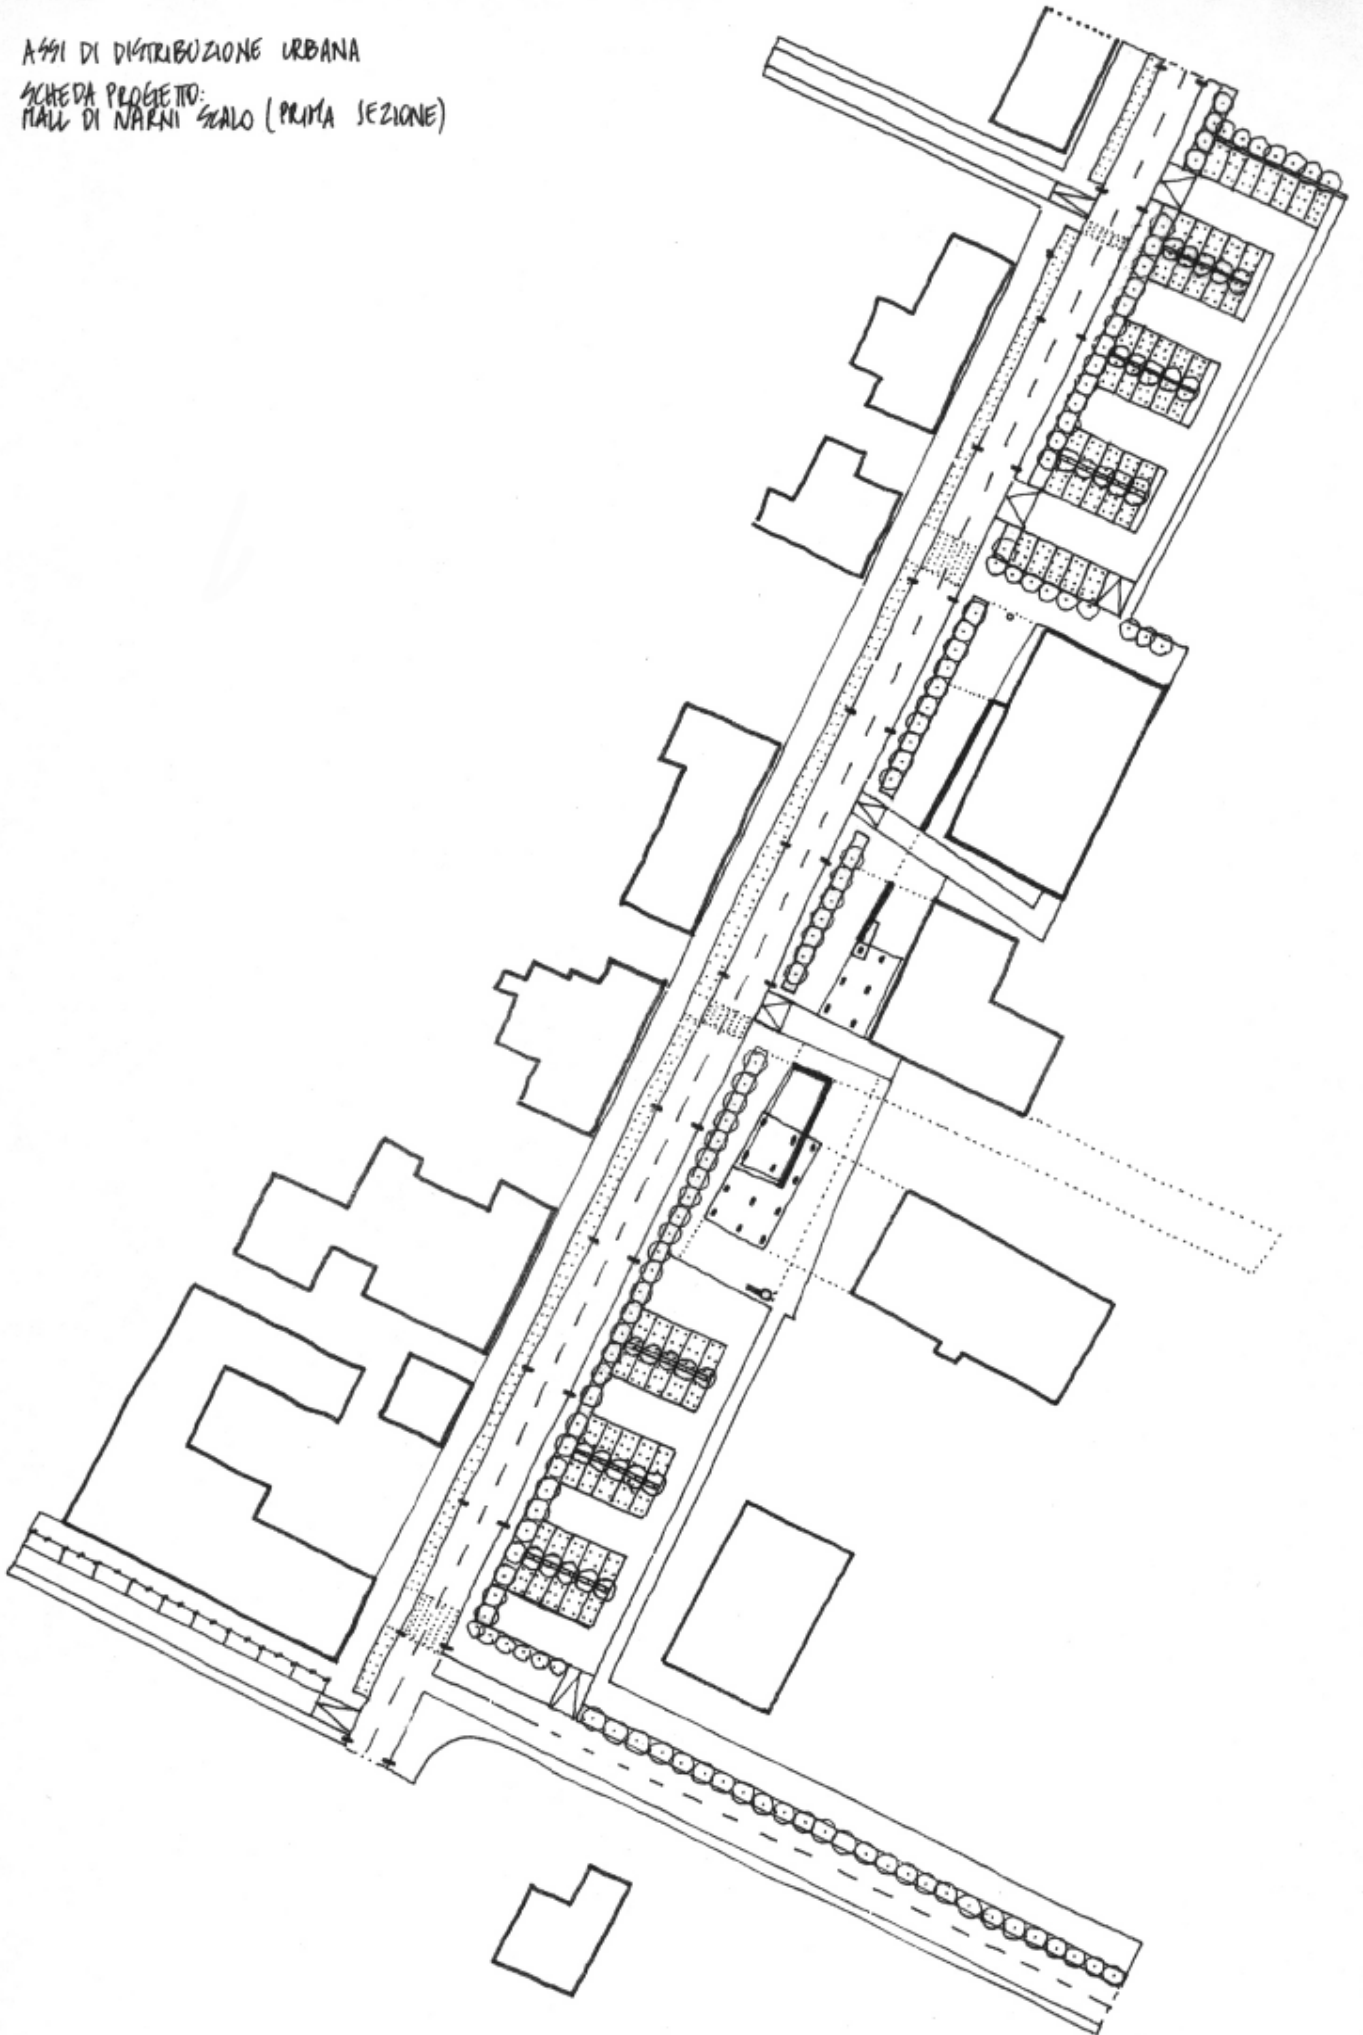 ASSI DI DISTRIBUZIONE URBANA
SCHEDA PROGETTO:
MALL DI NARNI SCALO (PRIMA SEZIONE)